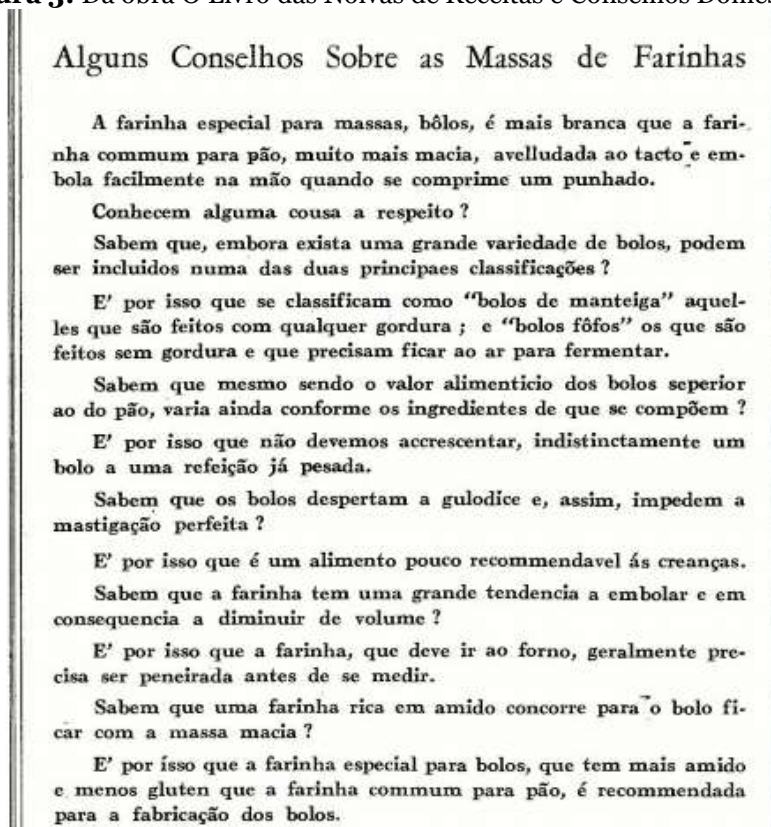 3. Da obra O Livro das Noivas de Receitas e Conselhos
Alguns Conselhos Sobre as Massas de Farinhas
A farinha especial para massas, bôlos, é mais branca que a fari-
nha commum para pão, muito mais macia, avelludada ao tacto e em-
bola facilmente na mão quando se comprime um punhado.
Conhecem alguma cousa a respeito ?
Sabem que, embora exista uma grande variedade de bolos, podem
ser incluidos numa das duas principaes classificações ?
E' por isso que se classificam como "bolos de manteiga" aquel-
les que são feitos com qualquer gordura ; e "bolos fôfos" os que são
feitos sem gordura e que precisam ficar ao ar para fermentar.
Sabem que mesmo sendo o valor alimenticio dos bolos seperior
ao do pão, varia ainda conforme os ingredientes de que se compõem ?
E' por isso que não devemos accrescentar, indistinctamente um
bolo a uma refeição já pesada.
Sabem que os bolos despertam a gulodice e, assim, impedem a
mastigação perfeita ?
E' por isso que é um alimento pouco recommendavel ás creanças.
Sabem que a farinha tem uma grande tendencia a embolar e em
consequencia a diminuir de volume ?
E' por isso que a farinha, que deve ir ao forno, geralmente pre-
cisa ser peneirada antes de se medir.
Sabem que uma farinha rica em amido concorre para o bolo fi-
car com a massa macia ?
E' por ísso que a farinha especial para bolos, que tem mais amido
e menos gluten que a farinha commum para pão, é recommendada
para a fabricação dos bolos.